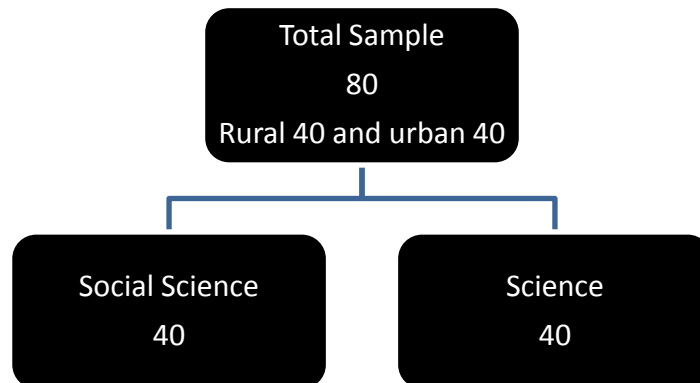 Total Sample
80
Rural 40 and urban 40
Social Science
40
Science
40